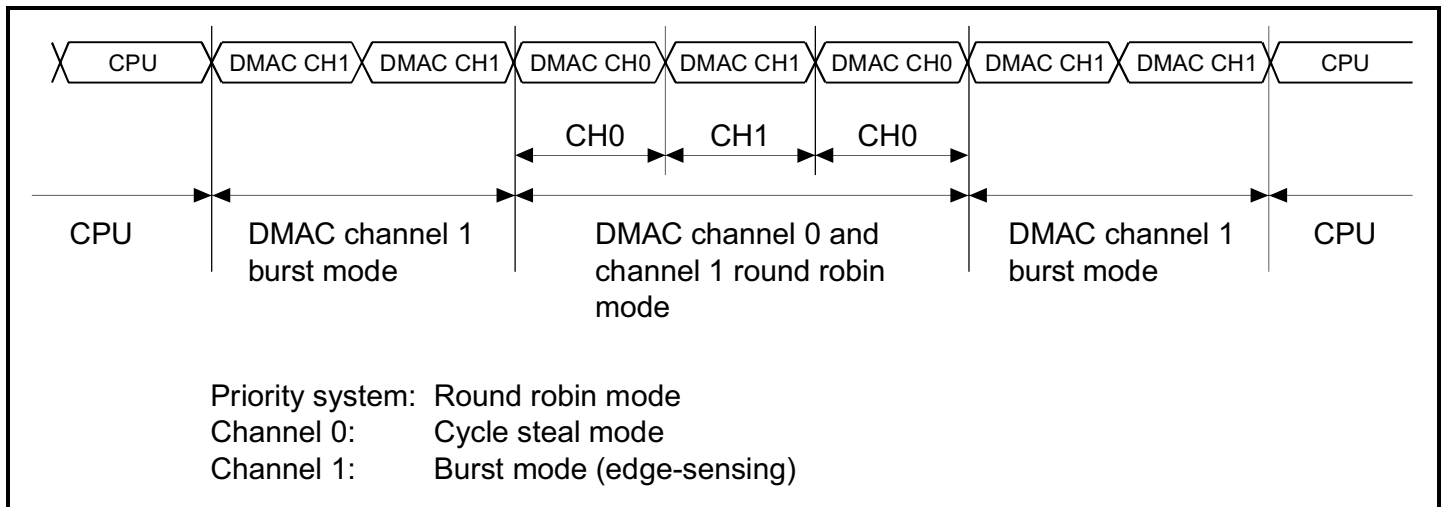 CPU DMAC CH1 DMAC CH1 DMAC CH0 DMAC CH1 DMAC CH0 DMAC CH1 DMAC CH1 CPU
CH0 CH1 CH0
CPU
DMAC channel 1
burst mode
DMAC channel 0 and
channel 1 round robin
mode
DMAC channel 1
burst mode
CPU
Priority system: Round robin mode
Channel 0: Cycle steal mode
Channel 1: Burst mode (edge-sensing)